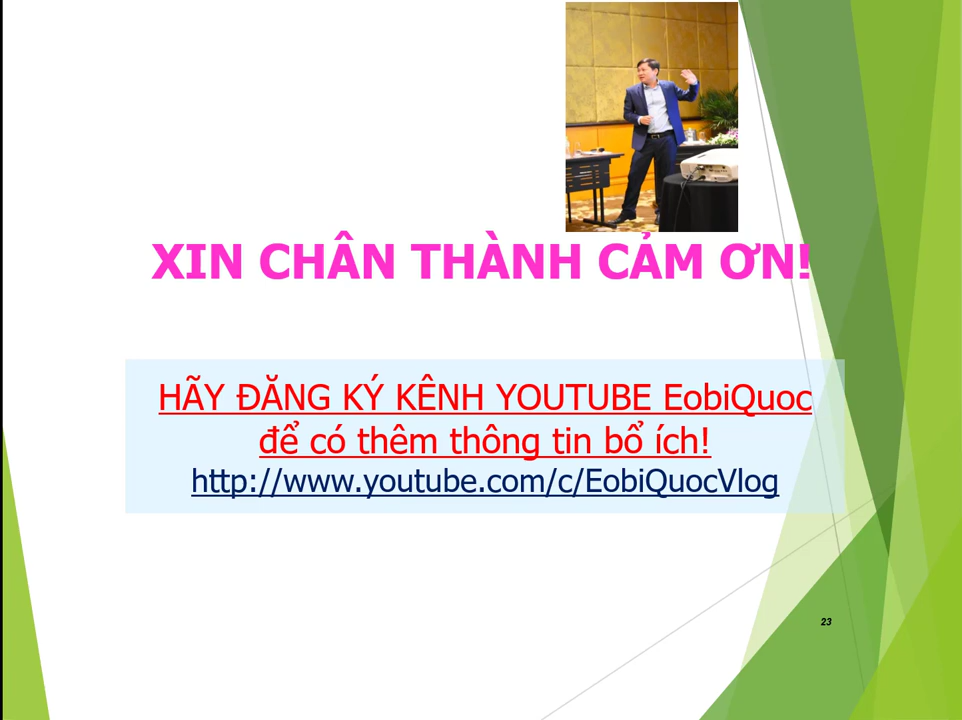 XIN CHÂN THÀNH CẢM ƠN!
HÃY ĐĂNG KÝ KÊNH YOUTUBE EobiQuoc
để có thêm thông tin bổ ích!
http://www.youtube.com/c/EobiQuocVlog
23